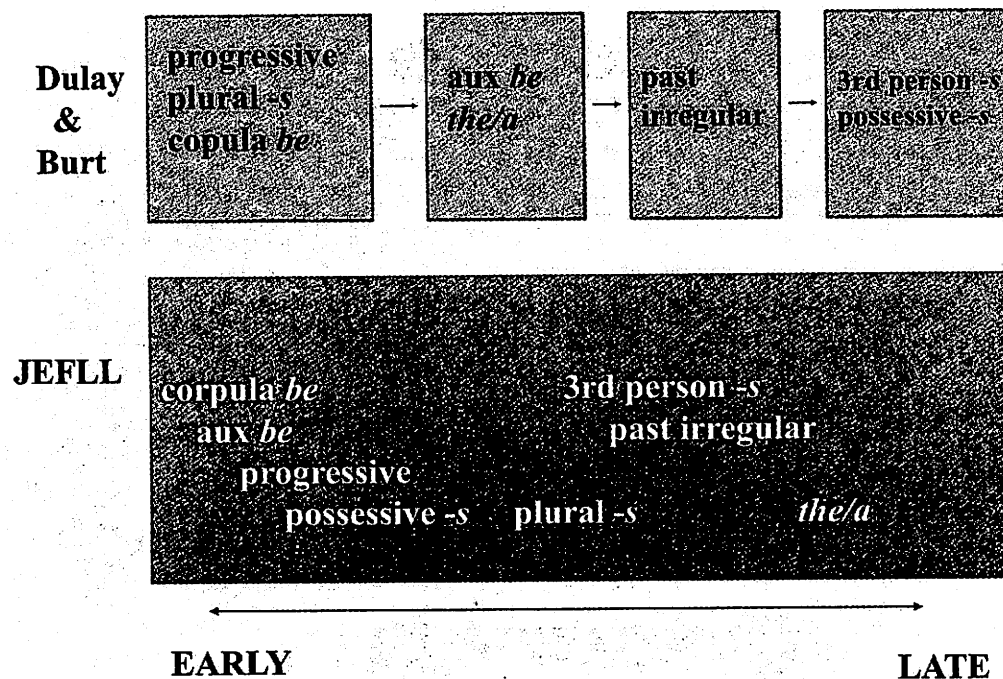 Dulay
&
Burt
progressive
plural -s
copula be
aux be
the/a
past
irregular
3rd person -s
possessive -s
JEFLL
corpula be
aux be
progressive
possessive -s
plural -s
3rd person -s
past irregular
the/a
EARLY
LATE